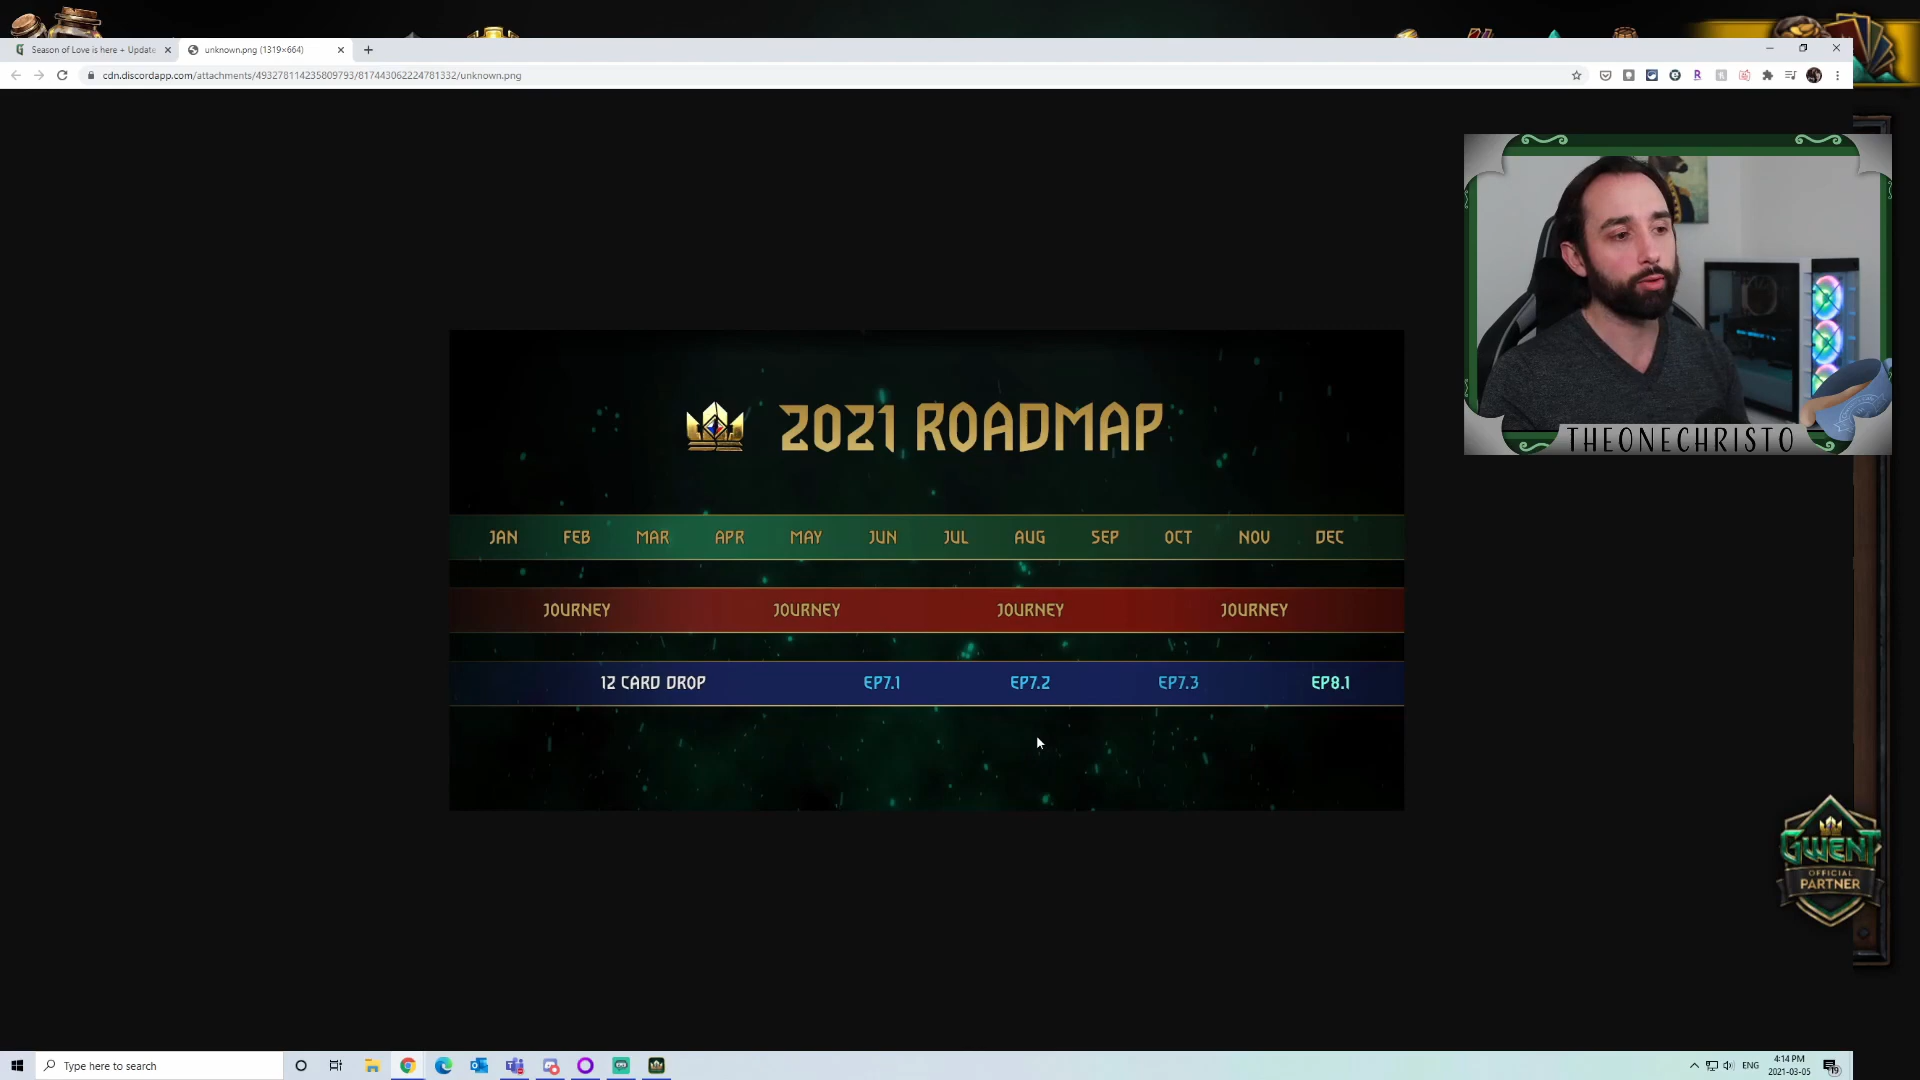 Season of Love is here + Update
unknown.png (1319×664)
cdn.discordapp.com/attachments/493278114235809793/817443062224781332/unknown.png
2021 ROADMAP
JAN FEB MAR APR MAY JUN JUL AUG SEP OCT NOV DEC
JOURNEY JOURNEY JOURNEY JOURNEY
12 CARD DROP EP7.1 EP7.2 EP7.3 EP8.1
THEONECHRISTO
GWENT
OFFICIAL
PARTNER
Type here to search
ENG
4:14 PM
2021-03-05
19